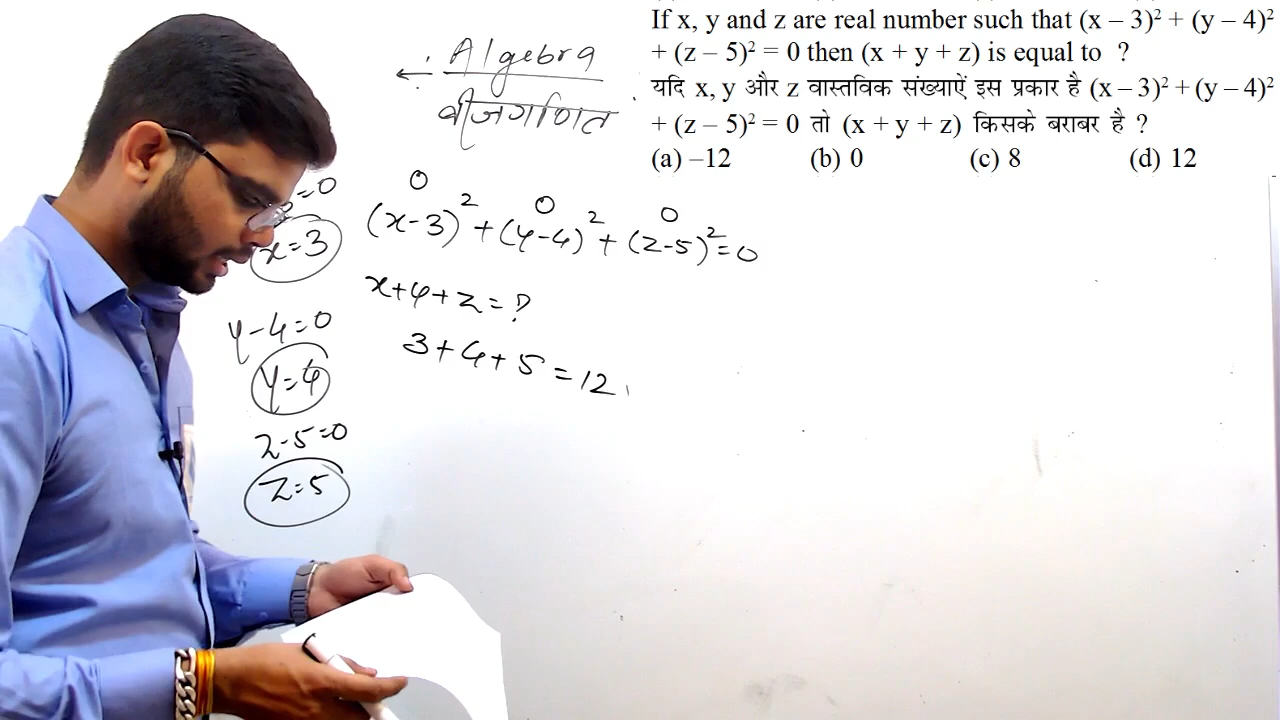 If x, y and z are real number such that (x – 3)² + (y – 4)²
+ (z – 5)² = 0 then (x + y + z) is equal to ?
यदि x, y और z वास्तविक संख्याऐं इस प्रकार है (x – 3)² + (y – 4)²
+ (z – 5)² = 0 तो (x + y + z) किसके बराबर है ?
(a) –12 (b) 0 (c) 8 (d) 12
Algebra
बीजगणित
=0
x=3
0 0 0
(x-3)² + (y-4)² + (z-5)² = 0
x+y+z=?
3+4+5=12
y-4=0
y=4
z-5=0
z=5